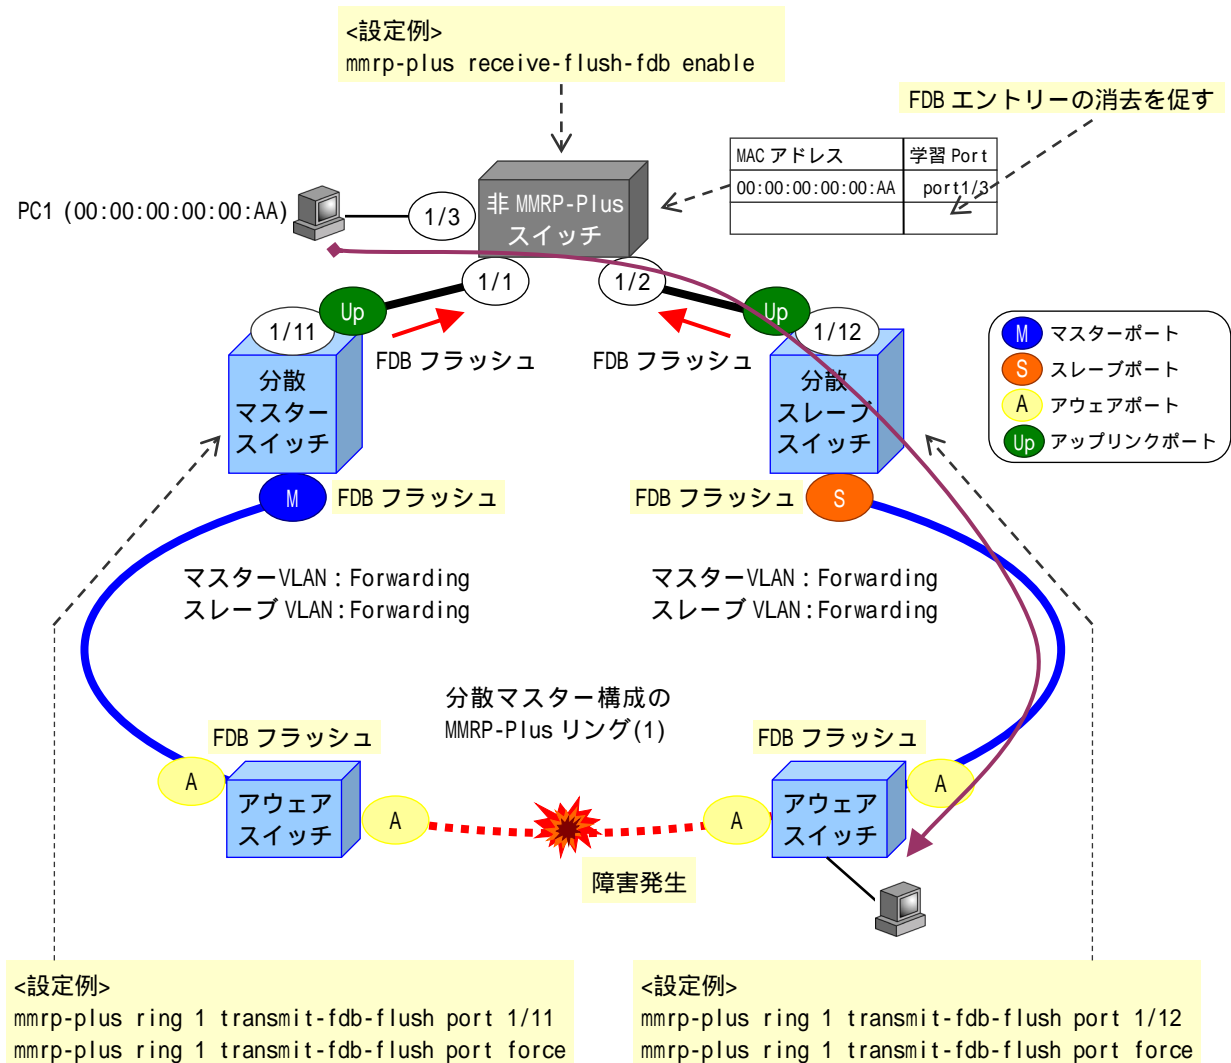 <設定例>
mmrp-plus receive-flush-fdb enable
FDB エントリーの消去を促す
MAC アドレス
学習 Port
00:00:00:00:00:AA
port1/3
PC1 (00:00:00:00:00:AA)
1/3
非 MMRP-Plus
スイッチ
1/1
1/2
Up
1/11
FDB フラッシュ
FDB フラッシュ
Up
1/12
分散
マスター
スイッチ
分散
スレーブ
スイッチ
M マスターポート
S スレーブポート
A アウェアポート
Up アップリンクポート
M
FDB フラッシュ
FDB フラッシュ
S
マスターVLAN：Forwarding
スレーブ VLAN：Forwarding
マスターVLAN：Forwarding
スレーブ VLAN：Forwarding
分散マスター構成の
MMRP-Plus リング(1)
FDB フラッシュ
FDB フラッシュ
A
アウェア
スイッチ
A
A
アウェア
スイッチ
A
障害発生
<設定例>
mmrp-plus ring 1 transmit-fdb-flush port 1/11
mmrp-plus ring 1 transmit-fdb-flush port force
<設定例>
mmrp-plus ring 1 transmit-fdb-flush port 1/12
mmrp-plus ring 1 transmit-fdb-flush port force